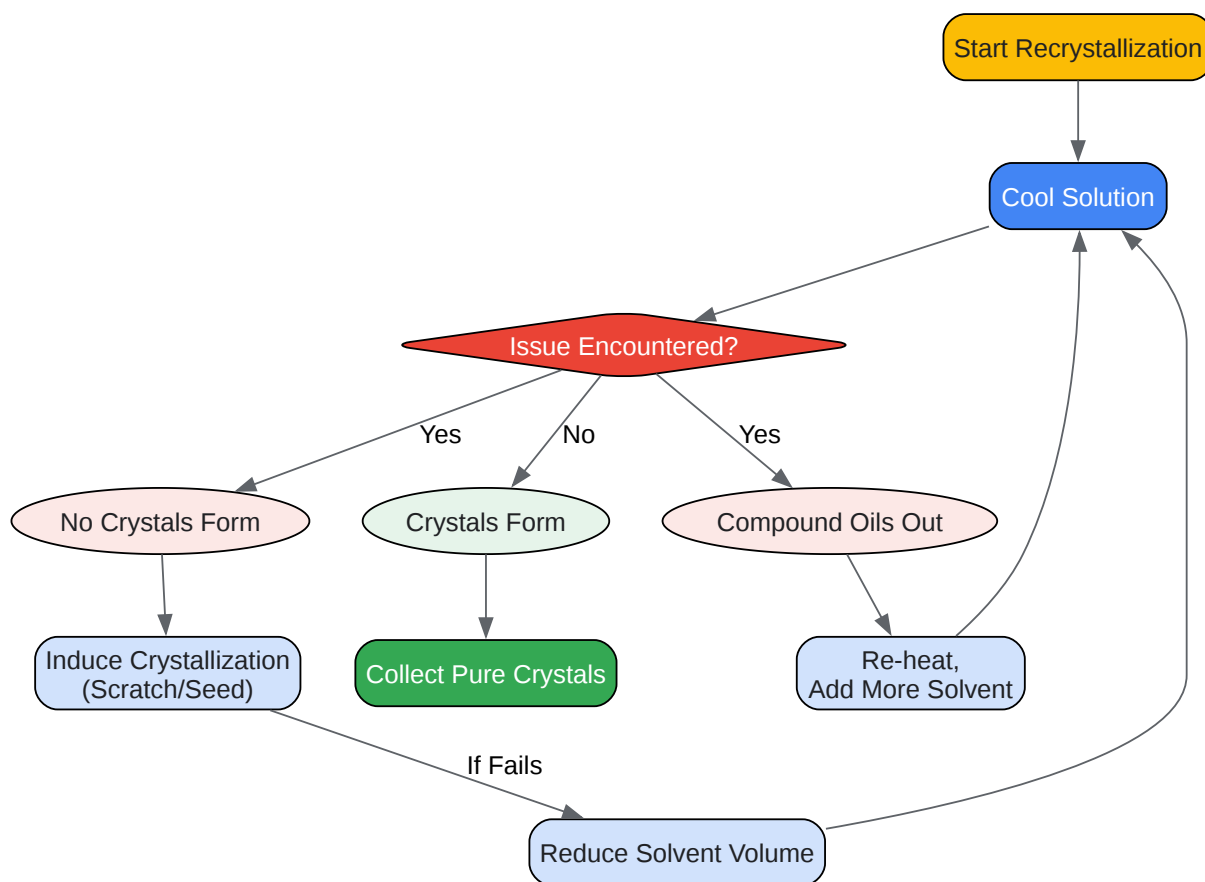 Start Recrystallization
Cool Solution
Issue Encountered?
Yes
No
Yes
No Crystals Form
Crystals Form
Compound Oils Out
Induce Crystallization
(Scratch/Seed)
Collect Pure Crystals
Re-heat,
Add More Solvent
If Fails
Reduce Solvent Volume